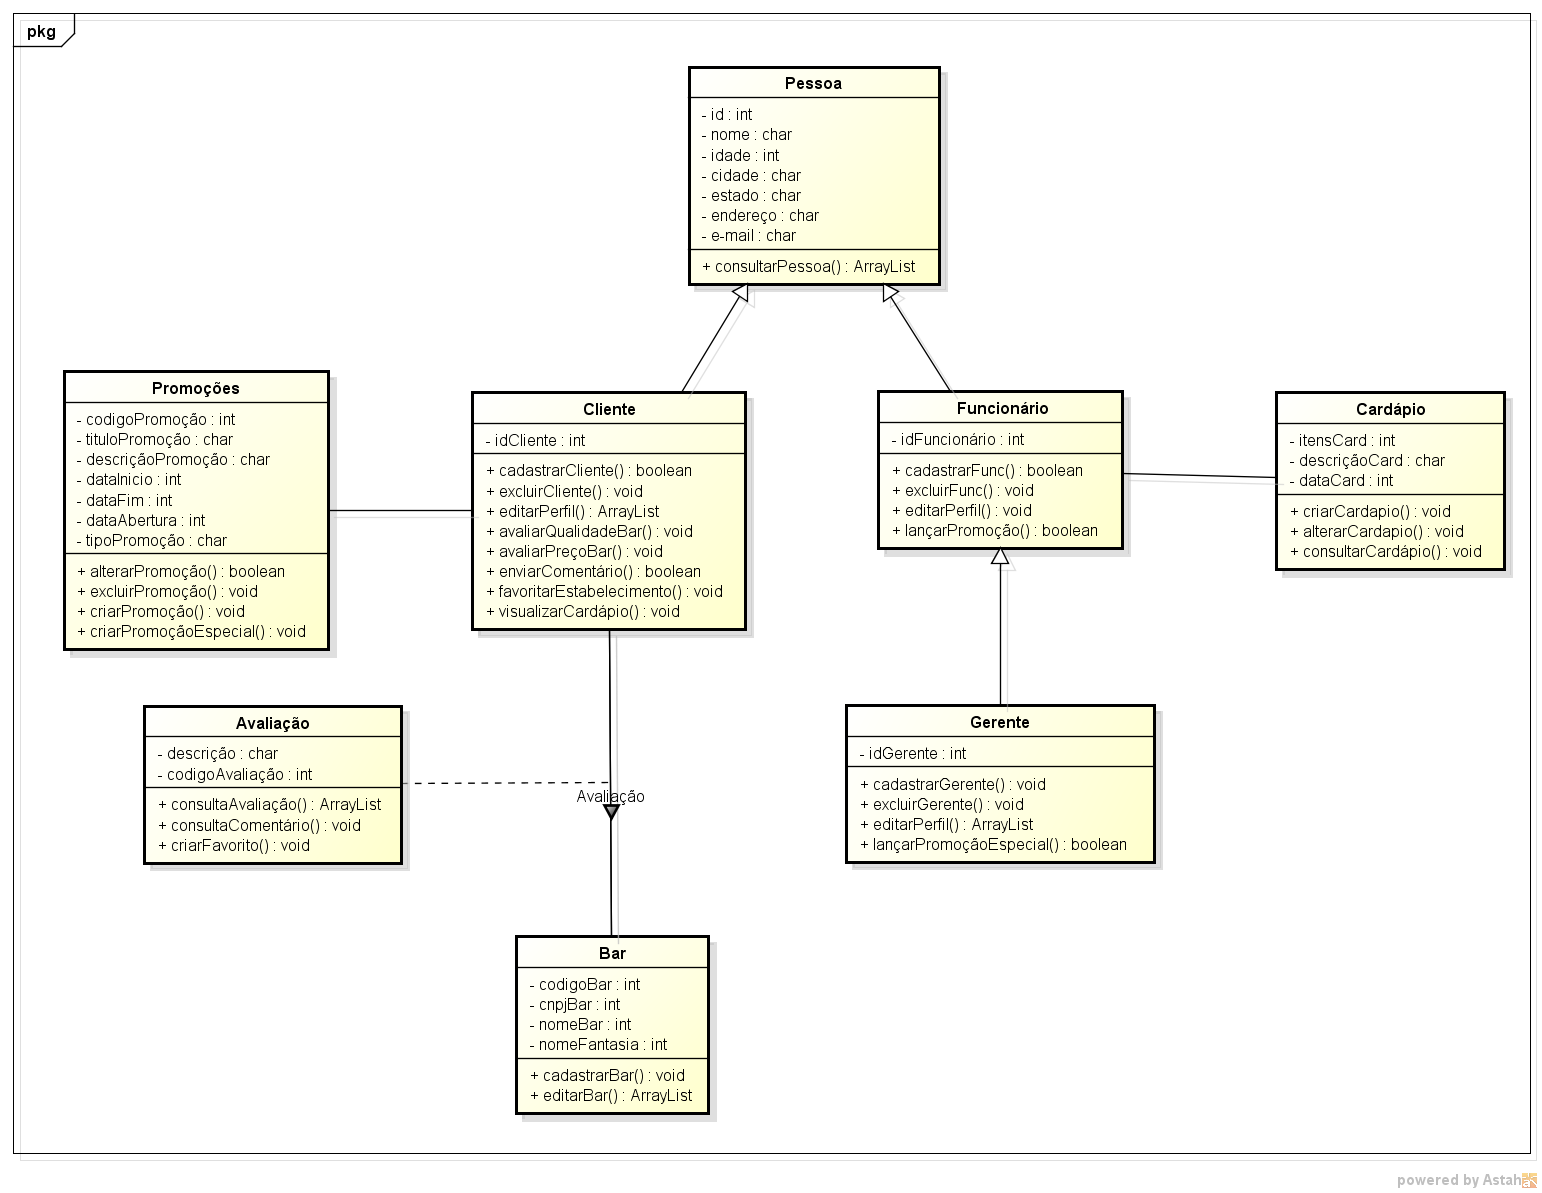 pkg
Pessoa
- id : int
- nome : char
- idade : int
- cidade : char
- estado : char
- endereço : char
- e-mail : char
+ consultarPessoa() : ArrayList
Promoções
- codigoPromoção : int
- tituloPromoção : char
- descriçãoPromoção : char
- dataInicio : int
- dataFim : int
- dataAbertura : int
- tipoPromoção : char
+ alterarPromoção() : boolean
+ excluirPromoção() : void
+ criarPromoção() : void
+ criarPromoçãoEspecial() : void
Cliente
- idCliente : int
+ cadastrarCliente() : boolean
+ excluirCliente() : void
+ editarPerfil() : ArrayList
+ avaliarQualidadeBar() : void
+ avaliarPreçoBar() : void
+ enviarComentário() : boolean
+ favoritarEstabelecimento() : void
+ visualizarCardápio() : void
Funcionário
- idFuncionário : int
+ cadastrarFunc() : boolean
+ excluirFunc() : void
+ editarPerfil() : void
+ lançarPromoção() : boolean
Cardápio
- itensCard : int
- descriçãoCard : char
- dataCard : int
+ criarCardapio() : void
+ alterarCardapio() : void
+ consultarCardápio() : void
Avaliação
- descrição : char
- codigoAvaliação : int
+ consultaAvaliação() : ArrayList
+ consultaComentário() : void
+ criarFavorito() : void
Avaliação
Gerente
- idGerente : int
+ cadastrarGerente() : void
+ excluirGerente() : void
+ editarPerfil() : ArrayList
+ lançarPromoçãoEspecial() : boolean
Bar
- codigoBar : int
- cnpjBar : int
- nomeBar : int
- nomeFantasia : int
+ cadastrarBar() : void
+ editarBar() : ArrayList
powered by Astah